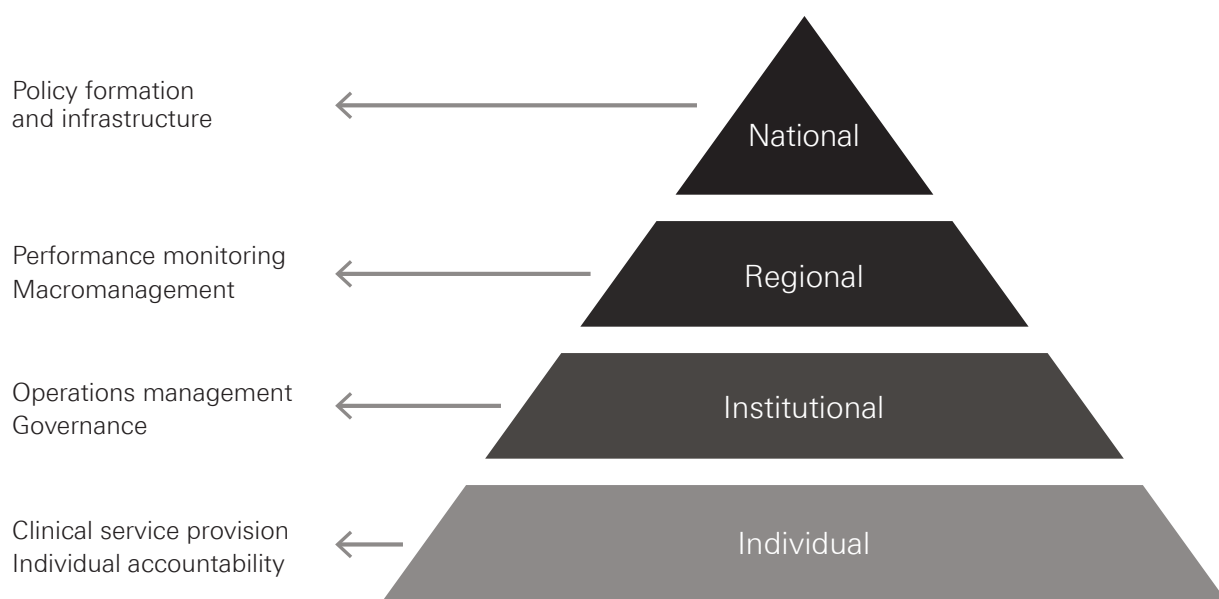 Policy formation
and infrastructure
National
Performance monitoring
Macromanagement
Regional
Operations management
Governance
Institutional
Clinical service provision
Individual accountability
Individual